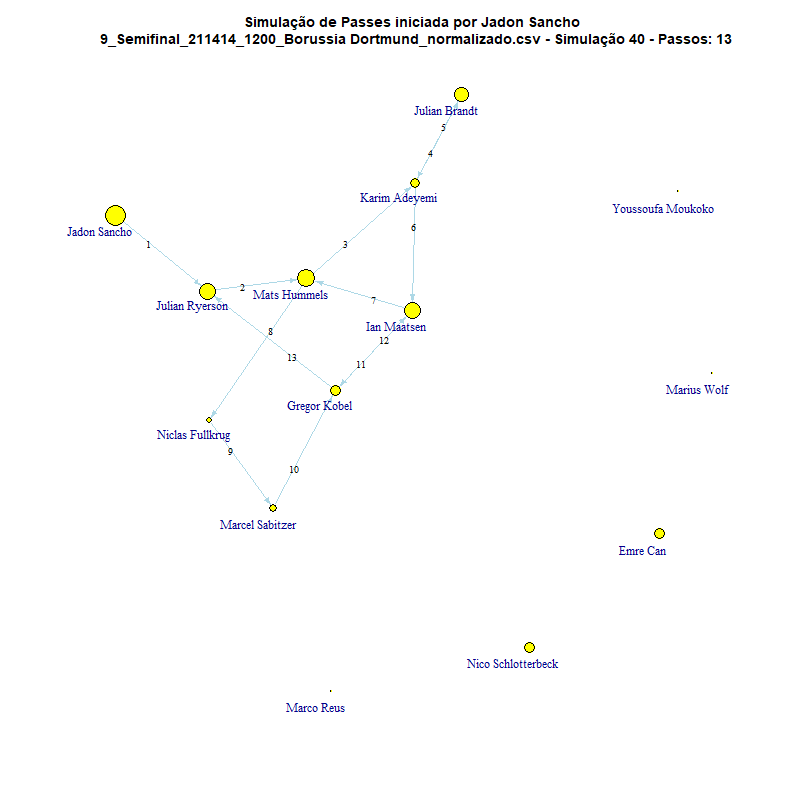 Simulação de Passes iniciada por Jadon Sancho
9_Semifinal_211414_1200_Borussia Dortmund_normalizado.csv - Simulação 40 - Passos: 13
Julian Brandt
5
4
Karim Adeyemi
Youssoufa Moukoko
Jadon Sancho
6
1
3
2
Mats Hummels
7
Julian Ryerson
Ian Maatsen
8
12
13
11
Marius Wolf
Gregor Kobel
Niclas Fullkrug
9
10
Marcel Sabitzer
Emre Can
Nico Schlotterbeck
Marco Reus